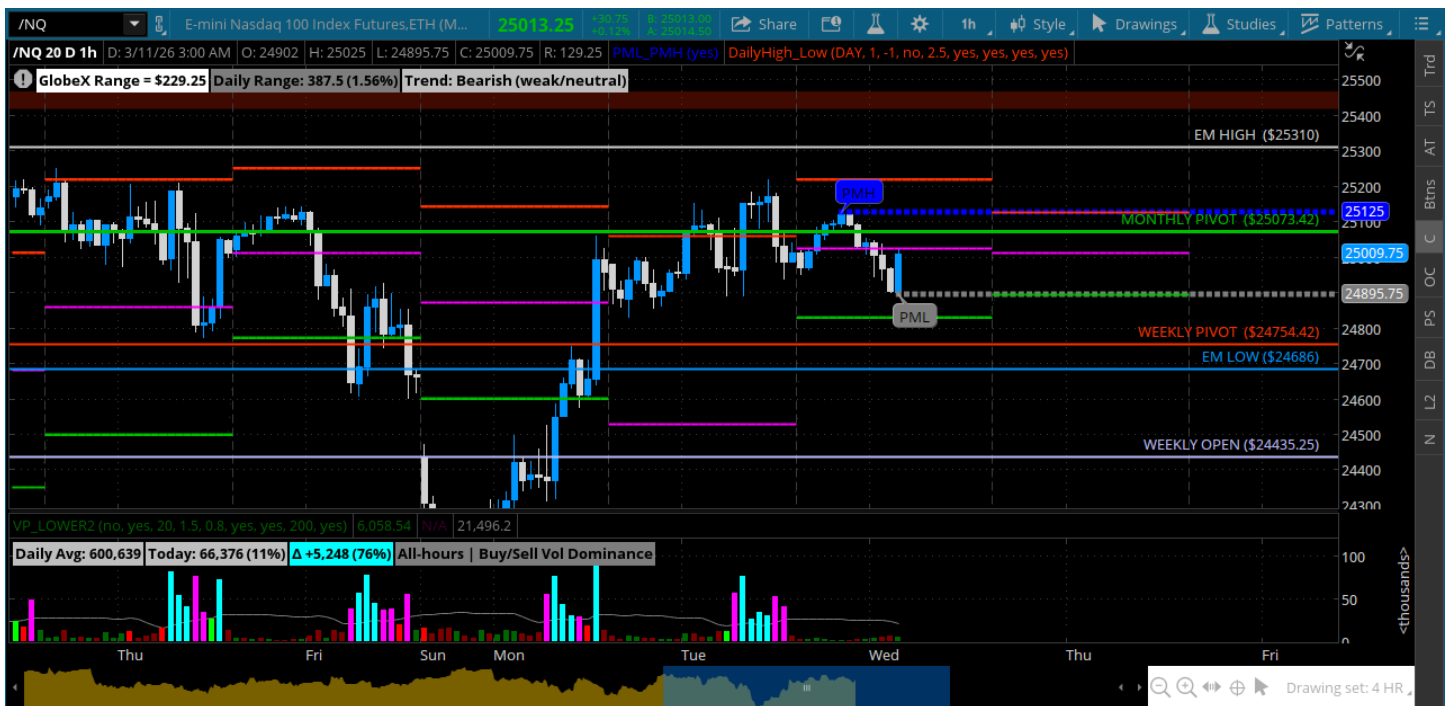 /NQ E-mini Nasdaq 100 Index Futures,ETH (M... 25013.25 +30.75 +0.12% B: 25013.00 A: 25014.50 Share 1h Style Drawings Studies Patterns
/NQ 20 D 1h D: 3/11/26 3:00 AM O: 24902 H: 25025 L: 24895.75 C: 25009.75 R: 129.25 PML_PMH (yes) DailyHigh_Low (DAY, 1, -1, no, 2.5, yes, yes, yes, yes)
GlobeX Range = $229.25 Daily Range: 387.5 (1.56%) Trend: Bearish (weak/neutral)
25500
25400
EM HIGH ($25310)
25300
25200
PMH
25125
MONTHLY PIVOT ($25073.42)
25100
25009.75
24895.75
PML
24800
WEEKLY PIVOT ($24754.42)
EM LOW ($24686)
24700
24600
24500
WEEKLY OPEN ($24435.25)
24400
24300
VP_LOWER2 (no, yes, 20, 1.5, 0.8, yes, yes, 200, yes) 6,058.54 N/A 21,496.2
Daily Avg: 600,639 Today: 66,376 (11%) Δ +5,248 (76%) All-hours | Buy/Sell Vol Dominance
100
50
0
<thousands>
Thu Fri Sun Mon Tue Wed Thu Fri
Drawing set: 4 HR
Trd
TS
AT
Btns
C
OC
PS
DB
L2
N